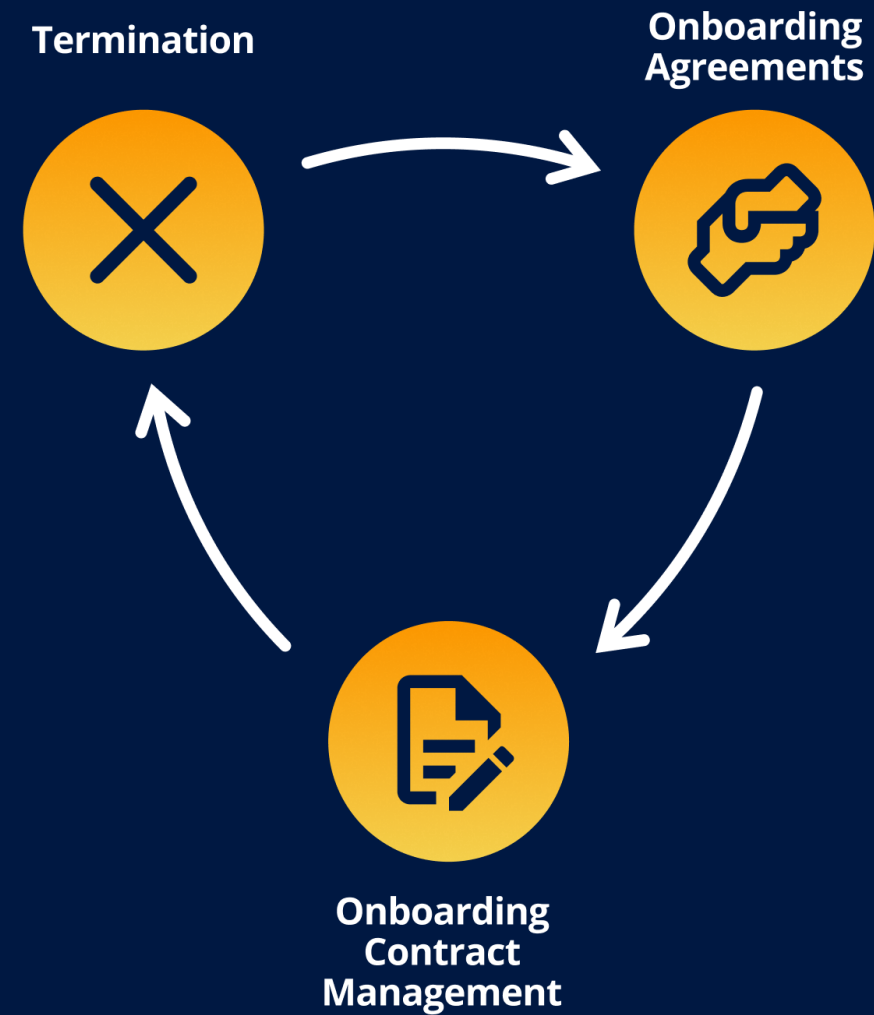 Termination
Onboarding
Agreements
Onboarding
Contract
Management